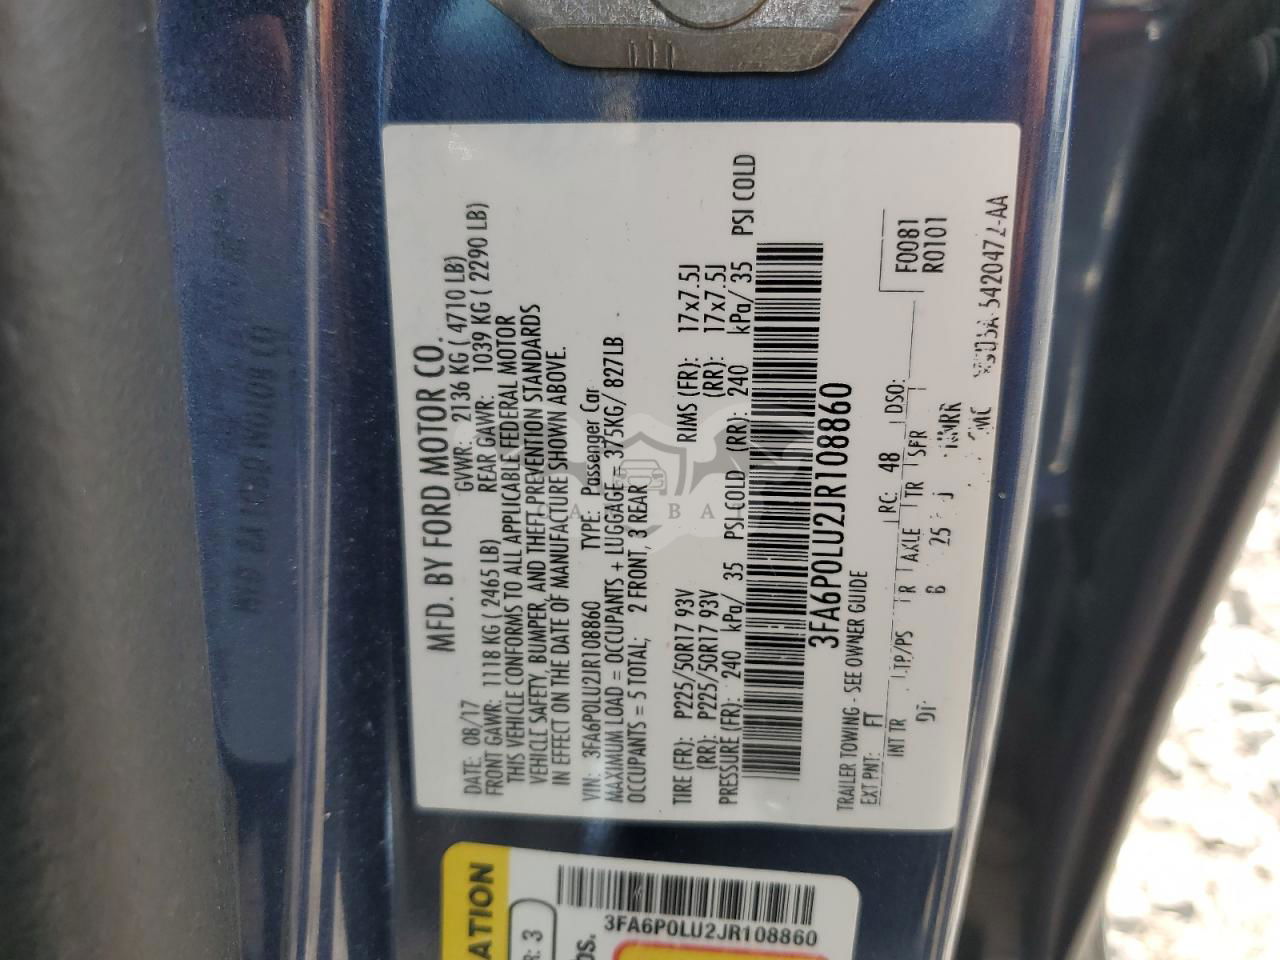 MFD. BY FORD MOTOR CO.
DATE: 08/17 GVWR: 2136 KG ( 4710 LB)
FRONT GAWR: 1118 KG ( 2465 LB) REAR GAWR: 1039 KG ( 2290 LB)
THIS VEHICLE CONFORMS TO ALL APPLICABLE FEDERAL MOTOR
VEHICLE SAFETY, BUMPER, AND THEFT PREVENTION STANDARDS
IN EFFECT ON THE DATE OF MANUFACTURE SHOWN ABOVE.
VIN: 3FA6P0LU2JR108860 TYPE: Passenger Car
MAXIMUM LOAD = OCCUPANTS + LUGGAGE = 375KG/ 827LB
OCCUPANTS = 5 TOTAL; 2 FRONT, 3 REAR
TIRE (FR): P225/50R17 93V RIMS (FR): 17x7.5J
(RR): P225/50R17 93V (RR): 17x7.5J
PRESSURE (FR): 240 kPa/ 35 PSI COLD (RR): 240 kPa/ 35 PSI COLD
3FA6P0LU2JR108860
TRAILER TOWING - SEE OWNER GUIDE
EXT PNT: FT RC: 48 DSO: F0081
R0101
INT TR TP/PS R AXLE TR SFR
B 25 J
5420472-AA
ATION
3
3FA6P0LU2JR108860